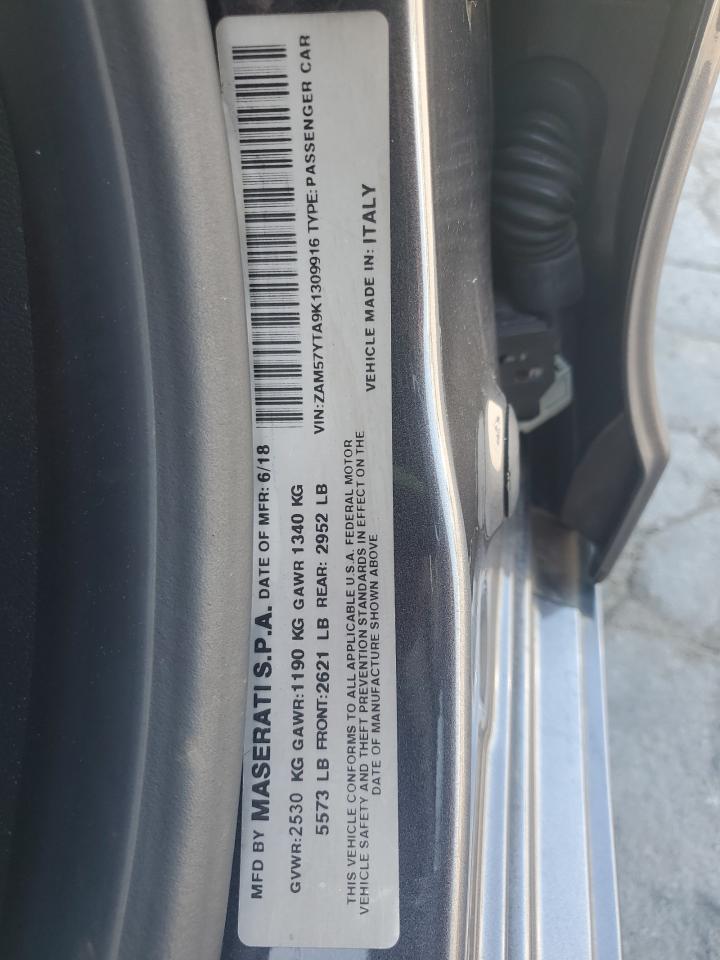 MFD BY MASERATI S.P.A. DATE OF MFR: 6/18
GVWR:2530 KG GAWR:1190 KG GAWR 1340 KG
5573 LB FRONT:2621 LB REAR: 2952 LB
VIN:ZAM57YTA9K1309916 TYPE:PASSENGER CAR
THIS VEHICLE CONFORMS TO ALL APPLICABLE U.S.A. FEDERAL MOTOR
VEHICLE SAFETY AND THEFT PREVENTION STANDARDS IN EFFECT ON THE
DATE OF MANUFACTURE SHOWN ABOVE
VEHICLE MADE IN: ITALY